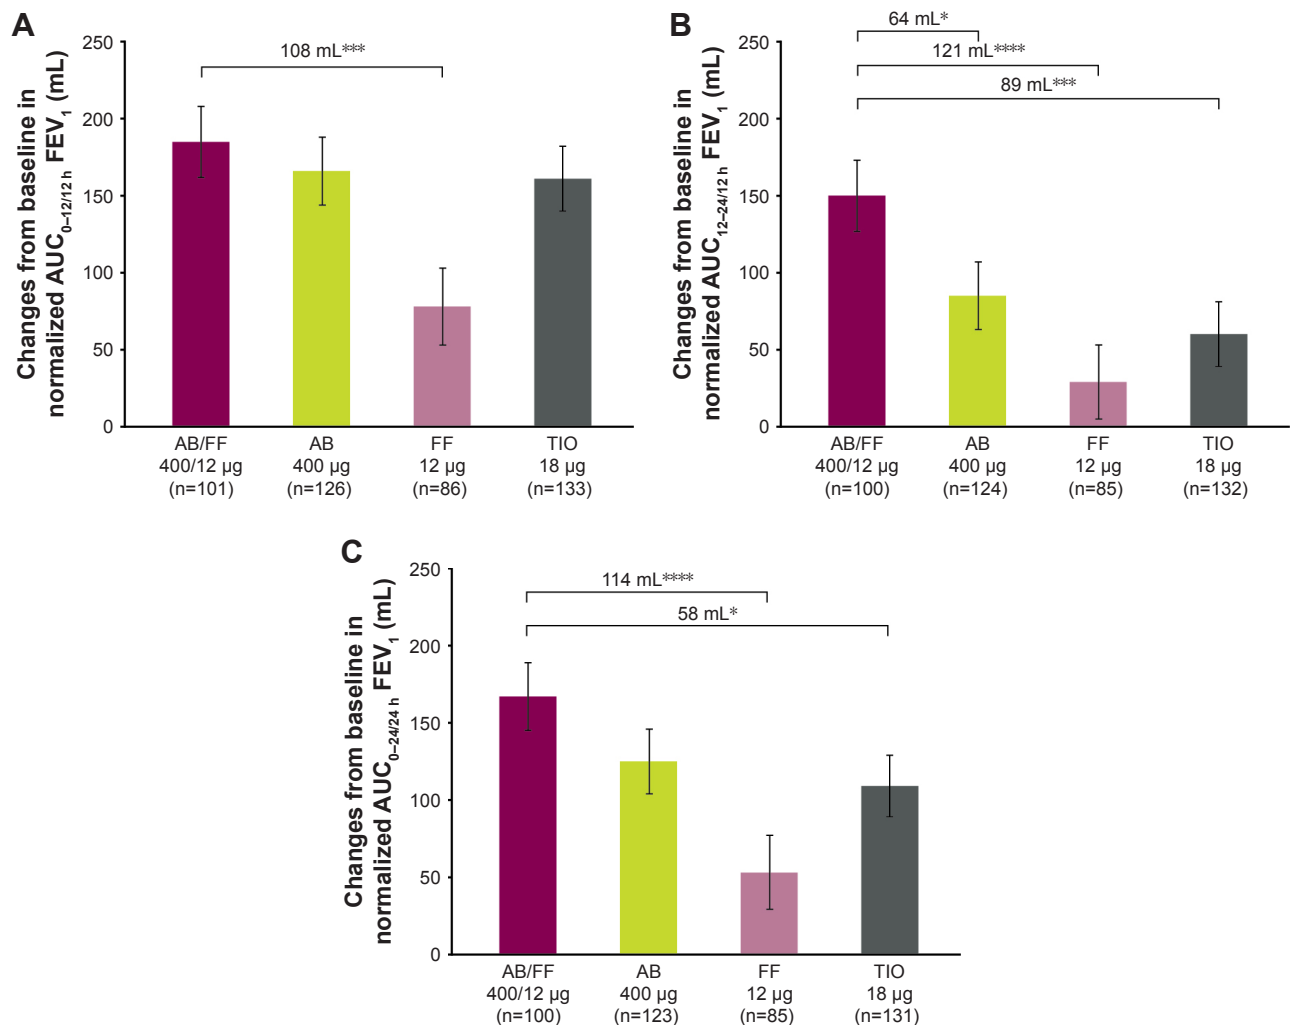 A
Changes from baseline in
normalized AUC0–12/12 h FEV1 (mL)
250
200
150
100
50
0
108 mL***
AB/FF
400/12 µg
(n=101)
AB
400 µg
(n=126)
FF
12 µg
(n=86)
TIO
18 µg
(n=133)
B
Changes from baseline in
normalized AUC12–24/12 h FEV1 (mL)
250
200
150
100
50
0
64 mL*
121 mL****
89 mL***
AB/FF
400/12 µg
(n=100)
AB
400 µg
(n=124)
FF
12 µg
(n=85)
TIO
18 µg
(n=132)
C
Changes from baseline in
normalized AUC0–24/24 h FEV1 (mL)
250
200
150
100
50
0
114 mL****
58 mL*
AB/FF
400/12 µg
(n=100)
AB
400 µg
(n=123)
FF
12 µg
(n=85)
TIO
18 µg
(n=131)